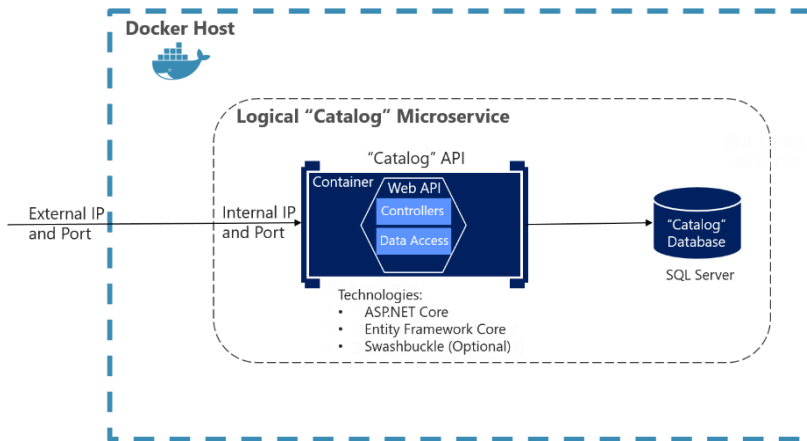 Docker Host
Logical “Catalog” Microservice
“Catalog” API
Container
Web API
Controllers
Data Access
External IP
and Port
Internal IP
and Port
“Catalog”
Database
SQL Server
Technologies:
• ASP.NET Core
• Entity Framework Core
• Swashbuckle (Optional)